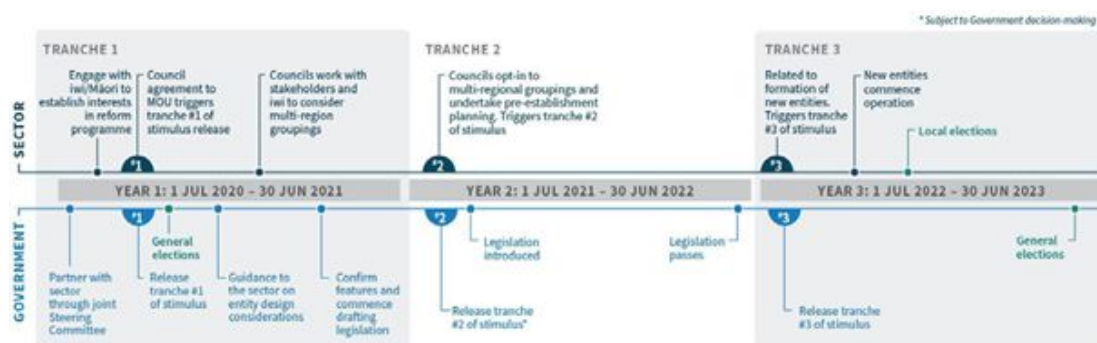 * Subject to Government decision-making
TRANCHE 1
TRANCHE 2
TRANCHE 3
SECTOR
Engage with
iwi/Māori to
establish interests
in reform
programme
Council
agreement to
MOU triggers
tranche #1 of
stimulus release
Councils work with
stakeholders and
iwi to consider
multi-region
groupings
Councils opt-in to
multi-regional groupings and
undertake pre-establishment
planning. Triggers tranche #2
of stimulus
Related to
formation of
new entities.
Triggers tranche
#3 of stimulus
New entities
commence
operation
Local elections
#1
#2
#3
YEAR 1: 1 JUL 2020 – 30 JUN 2021
YEAR 2: 1 JUL 2021 – 30 JUN 2022
YEAR 3: 1 JUL 2022 – 30 JUN 2023
GOVERNMENT
#1
#2
#3
Partner with
sector
through joint
Steering
Committee
Release
tranche #1
of stimulus
General
elections
Guidance to
the sector on
entity design
considerations
Confirm
features and
commence
drafting
legislation
Release tranche
#2 of stimulus*
Legislation
introduced
Legislation
passes
Release tranche
#3 of stimulus
General
elections